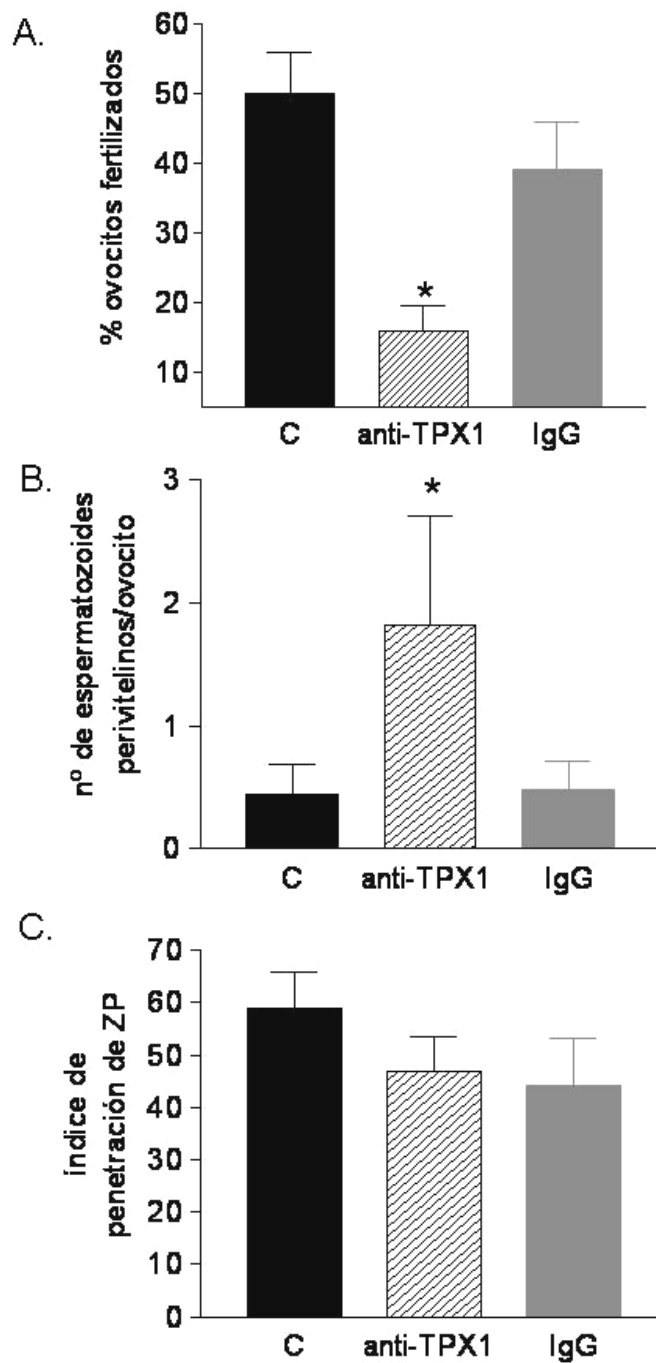 A.
% ovocitos fertilizados
60
50
40
30
20
10
*
C anti-TPX1 IgG
B.
nº de espermatozoides
perivitelinos/ovocito
3
2
1
0
*
C anti-TPX1 IgG
C.
índice de
penetración de ZP
70
60
50
40
30
20
10
0
C anti-TPX1 IgG